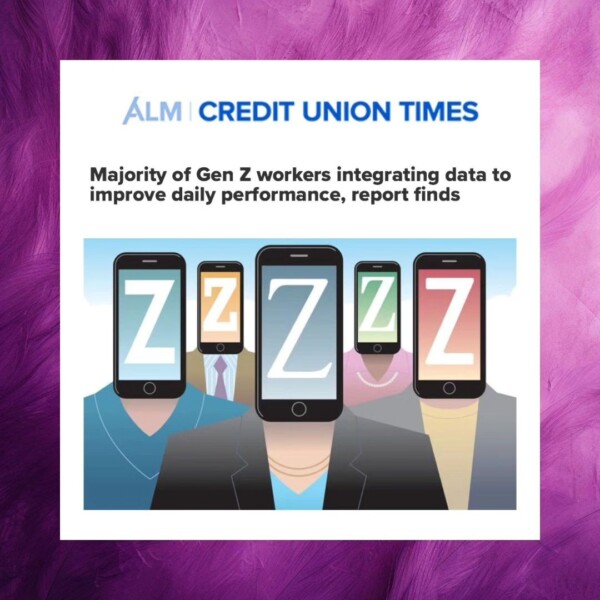 ALM | CREDIT UNION TIMES
Majority of Gen Z workers integrating data to
improve daily performance, report finds
Z Z Z Z Z